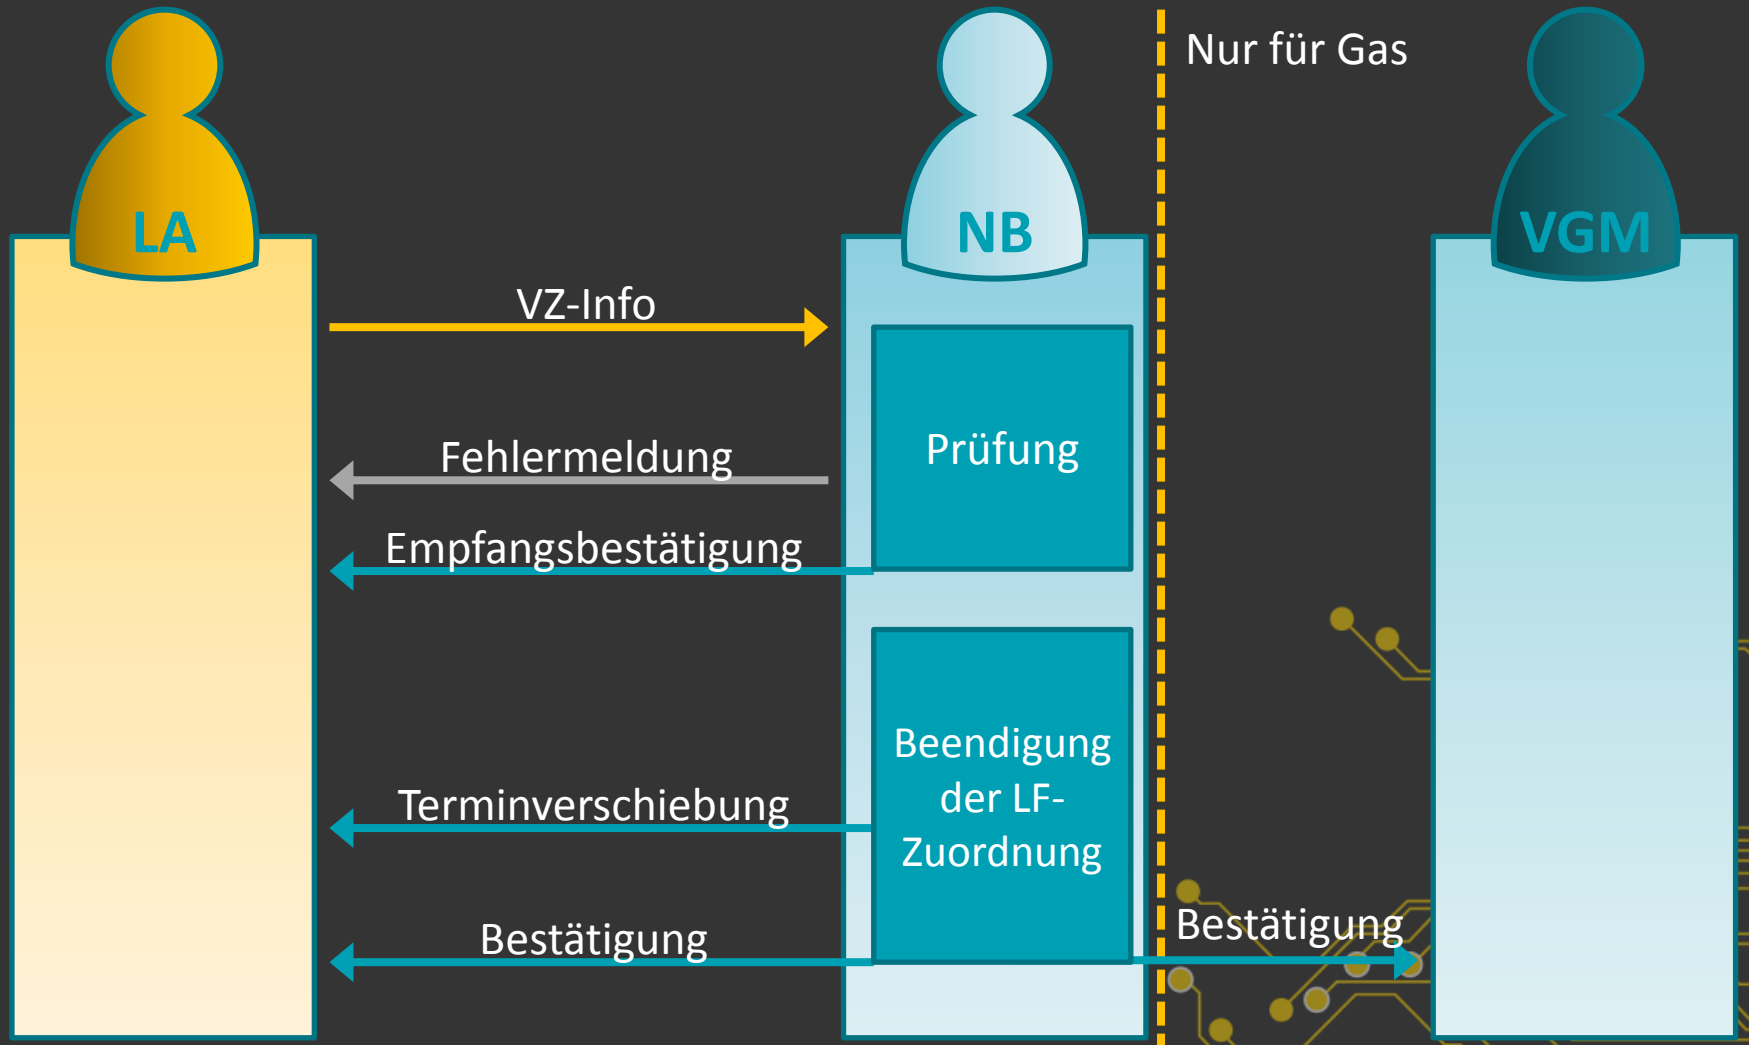 LA
NB
Nur für Gas
VGM
VZ-Info
Fehlermeldung
Prüfung
Empfangsbestätigung
Beendigung
der LF-
Zuordnung
Terminverschiebung
Bestätigung
Bestätigung